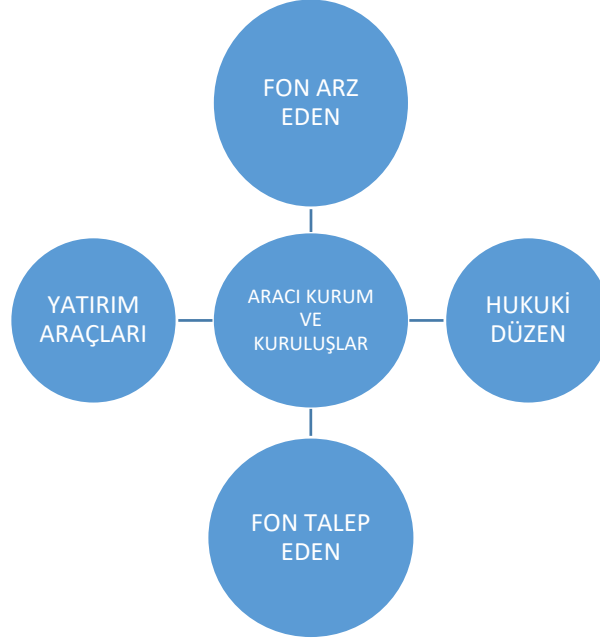 FON ARZ
EDEN
YATIRIM
ARAÇLARI
ARACI KURUM
VE
KURULUŞLAR
HUKUKİ
DÜZEN
FON TALEP
EDEN